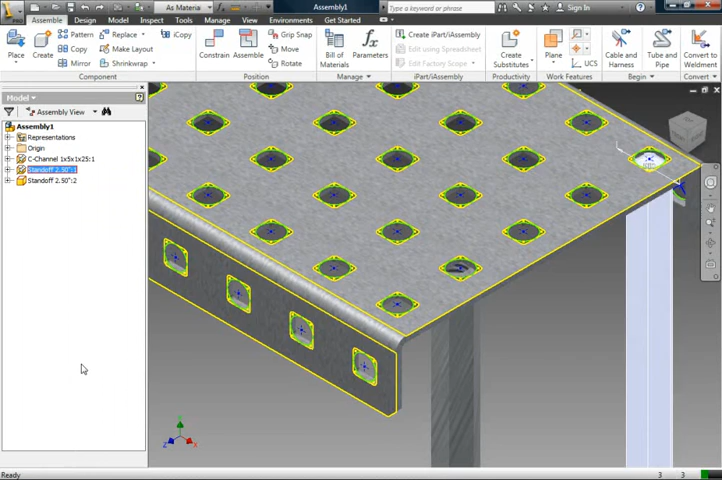 PRO
As Material
Assembly1
Type a keyword or phrase
Sign In
Assemble Design Model Inspect Tools Manage View Environments Get Started
Place
Create
Pattern
Copy
Mirror
Replace
Make Layout
Shrinkwrap
iCopy
Component
Constrain
Assemble
Grip Snap
Move
Rotate
Position
Bill of Materials
Parameters
Manage
Create iPart/iAssembly
Edit using Spreadsheet
Edit Factory Scope
iPart/iAssembly
Create Substitutes
Productivity
Plane
UCS
Work Features
Cable and Harness
Tube and Pipe
Begin
Convert to Weldment
Convert
Model
Assembly View
Assembly1
Representations
Origin
C-Channel 1x5x1x25:1
Standoff 2.50":1
Standoff 2.50":2
Y
X
Z
Ready
3 3